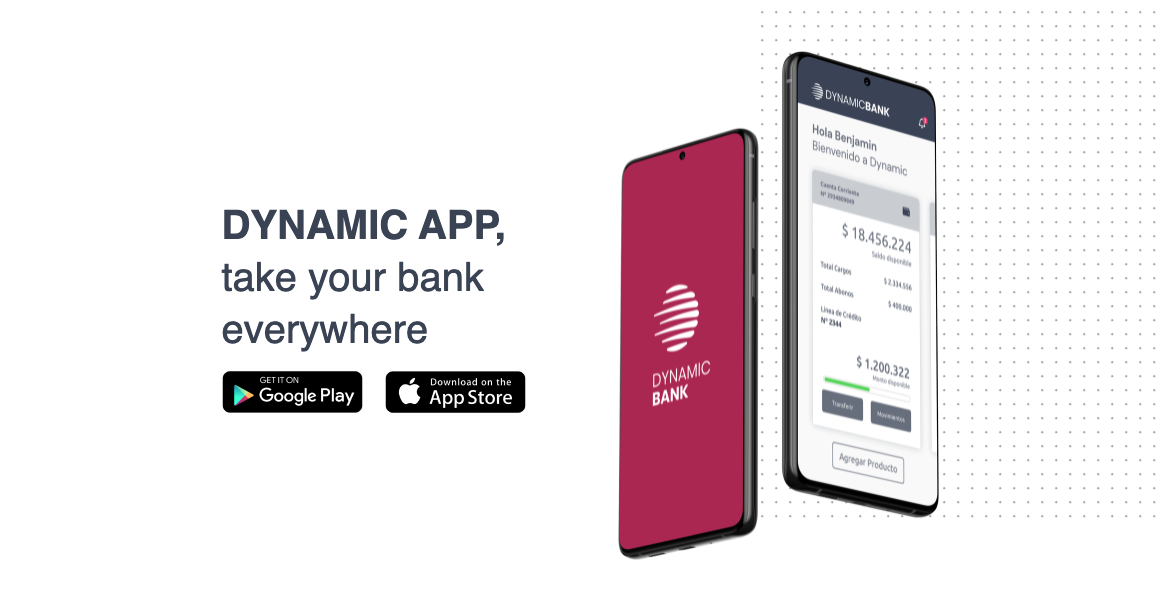 DYNAMIC APP,
take your bank
everywhere
GET IT ON
Google Play
Download on the
App Store
DYNAMIC
BANK
DYNAMICBANK
Hola Benjamin
Bienvenido a Dynamic
Cuenta Corriente
Nº 2934809849
$ 18.456.224
Saldo disponible
Total Cargos
$ 2.334.556
Total Abonos
$ 400.000
Linea de Crédito
Nº 2344
$ 1.200.322
Monto disponible
Transferir
Movimientos
Agregar Producto